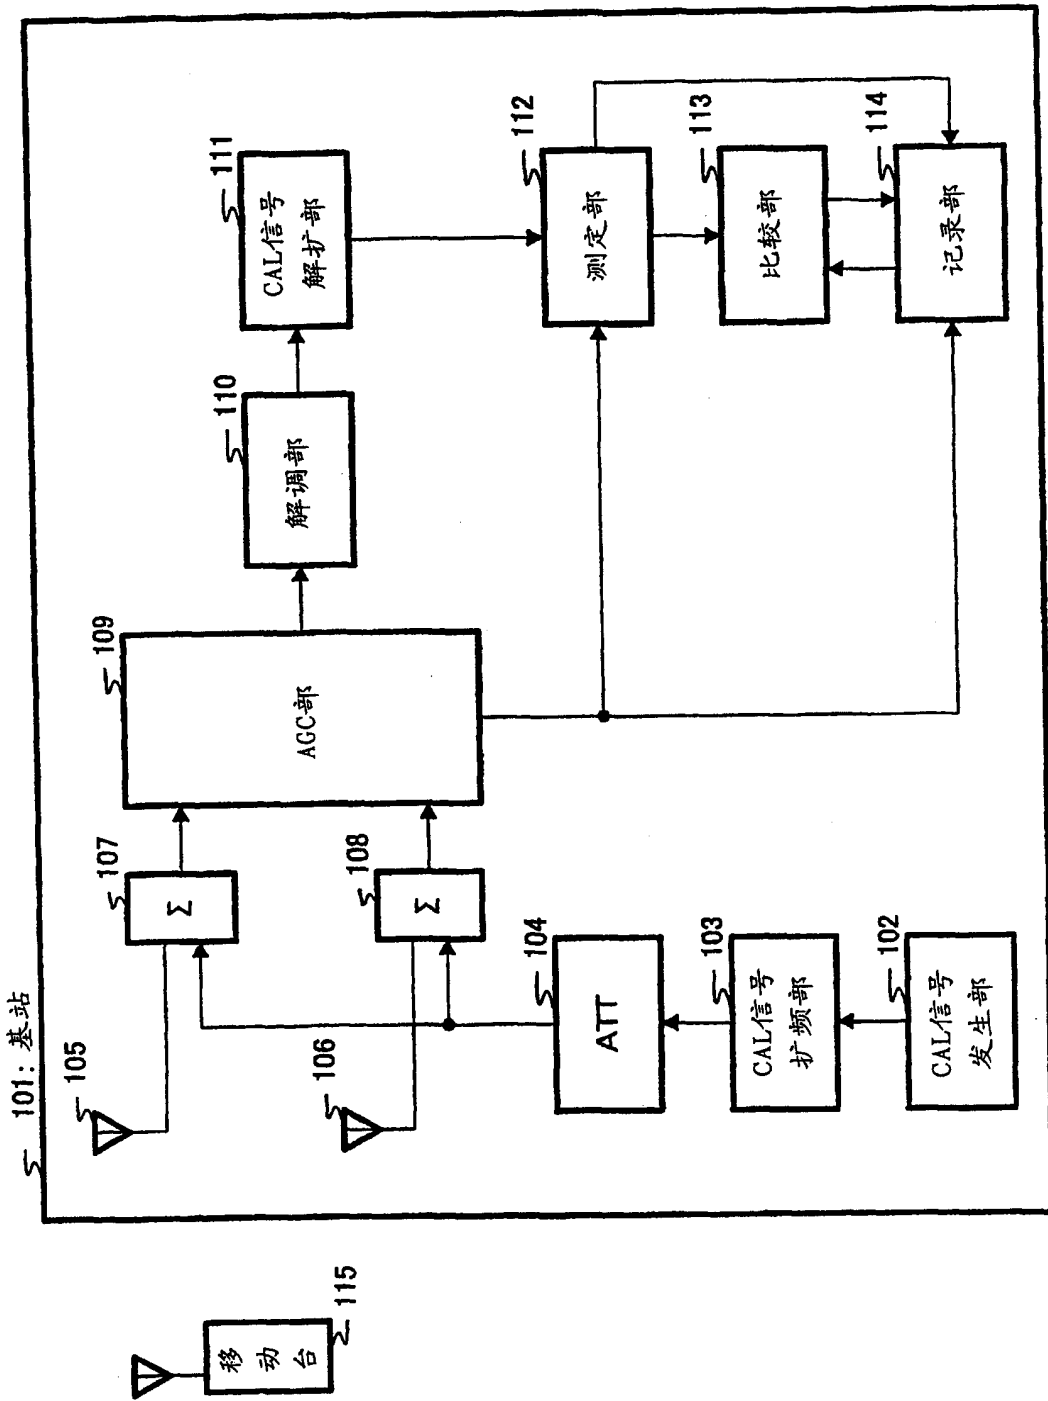 101: 基站
105
106
107
Σ
108
Σ
109
AGC部
110
解调部
111
CAL信号
解扩部
112
测定部
113
比较部
114
记录部
104
ATT
103
CAL信号
扩频部
102
CAL信号
发生部
115
移动台